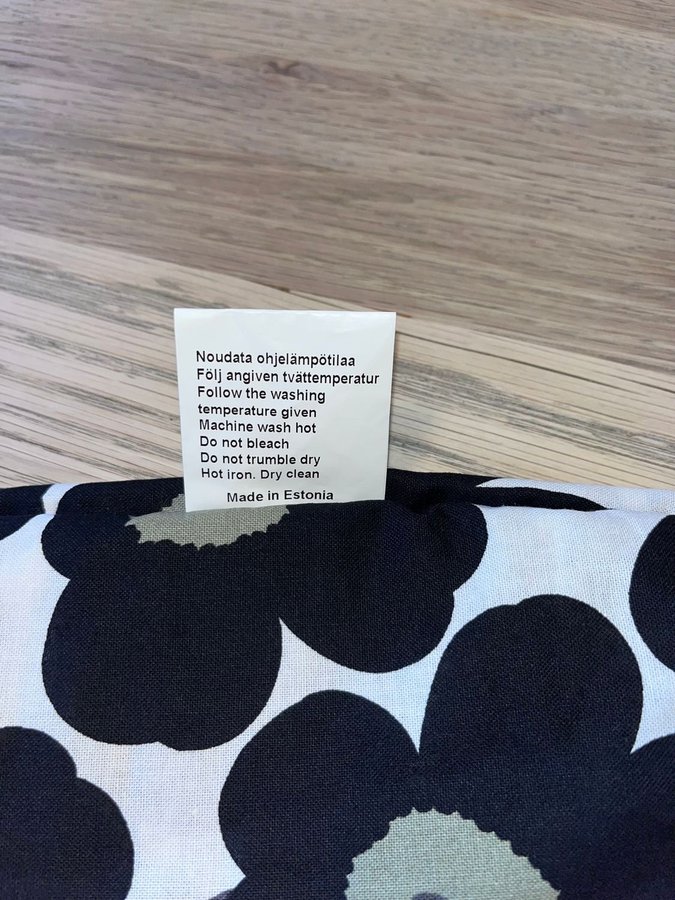 Noudata ohjelämpötilaa
Följ angiven tvättemperatur
Follow the washing
temperature given
Machine wash hot
Do not bleach
Do not trumble dry
Hot iron. Dry clean
Made in Estonia